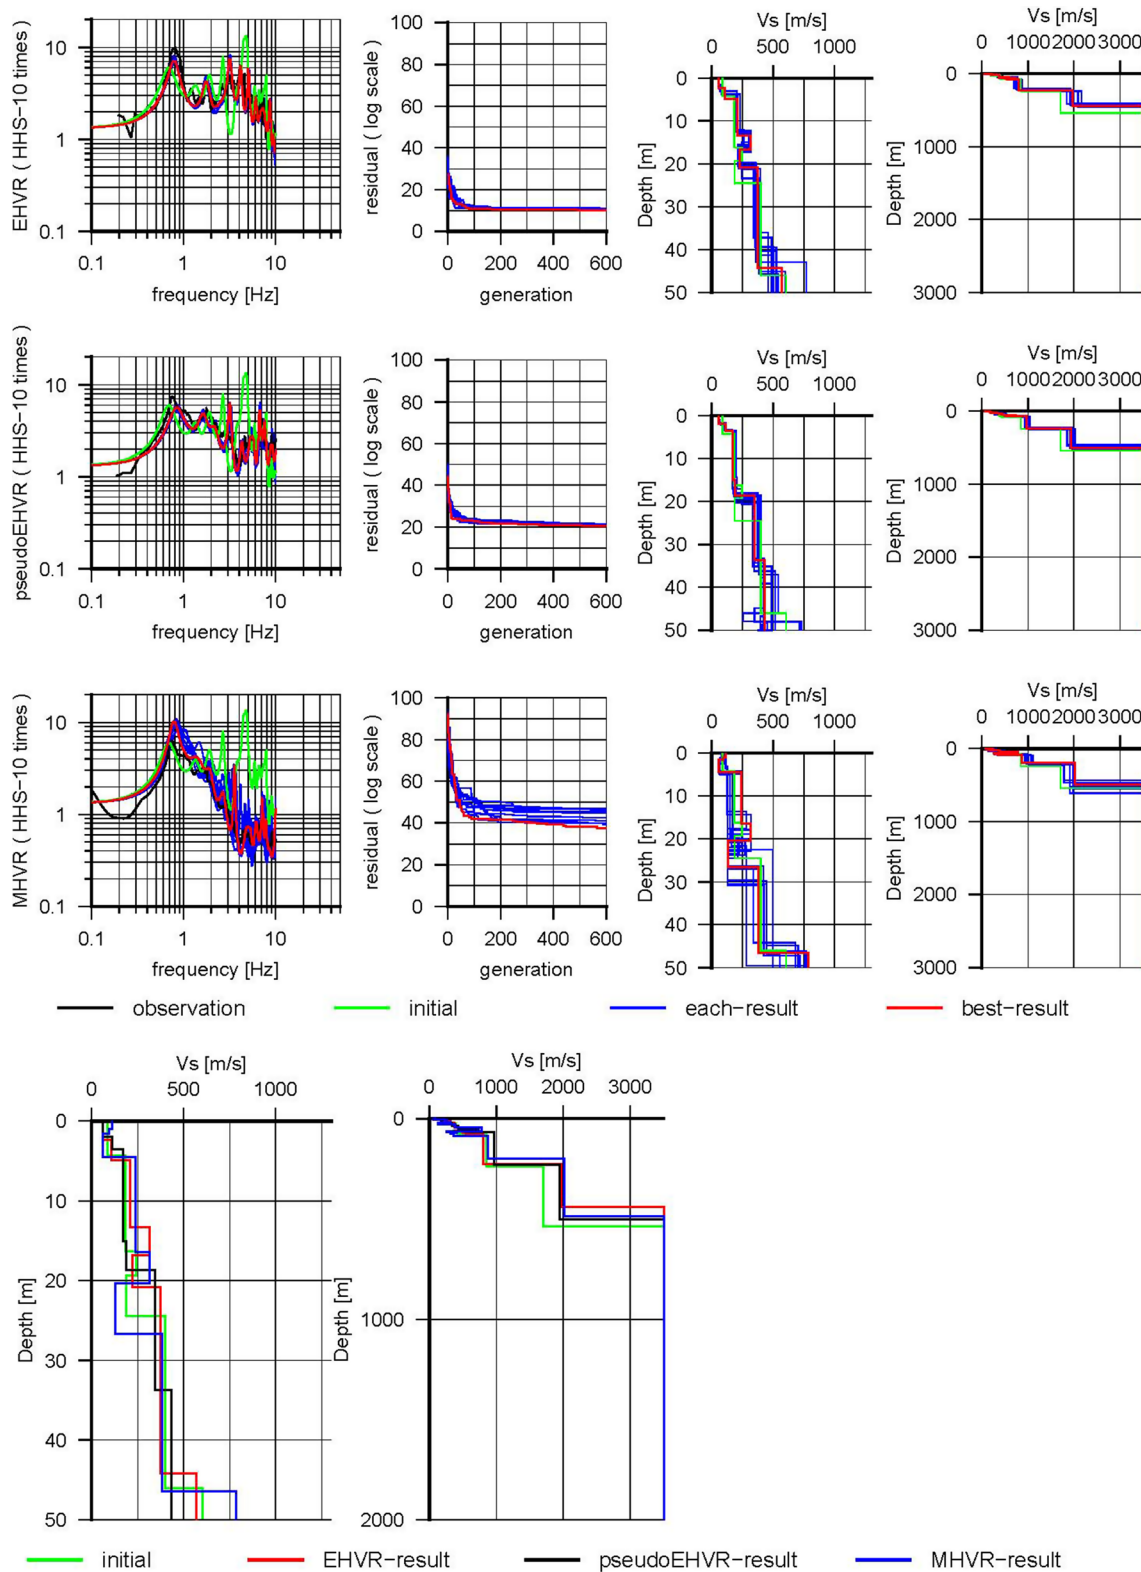 EHVR ( HHS−10 times )
10
1
0.1
0.1 1 10
frequency [Hz]
residual ( log scale )
100
80
60
40
20
0
0 200 400 600
generation
Vs [m/s]
0 500 1000
Depth [m]
0
10
20
30
40
50
Vs [m/s]
0 1000 2000 3000
Depth [m]
0
1000
2000
3000
pseudoEHVR ( HHS−10 times )
10
1
0.1
0.1 1 10
frequency [Hz]
residual ( log scale )
100
80
60
40
20
0
0 200 400 600
generation
Vs [m/s]
0 500 1000
Depth [m]
0
10
20
30
40
50
Vs [m/s]
0 1000 2000 3000
Depth [m]
0
1000
2000
3000
MHVR ( HHS−10 times )
10
1
0.1
0.1 1 10
frequency [Hz]
residual ( log scale )
100
80
60
40
20
0
0 200 400 600
generation
Vs [m/s]
0 500 1000
Depth [m]
0
10
20
30
40
50
Vs [m/s]
0 1000 2000 3000
Depth [m]
0
1000
2000
3000
observation initial each−result best−result
Vs [m/s]
0 500 1000
Depth [m]
0
10
20
30
40
50
Vs [m/s]
0 1000 2000 3000
Depth [m]
0
1000
2000
initial EHVR−result pseudoEHVR−result MHVR−result